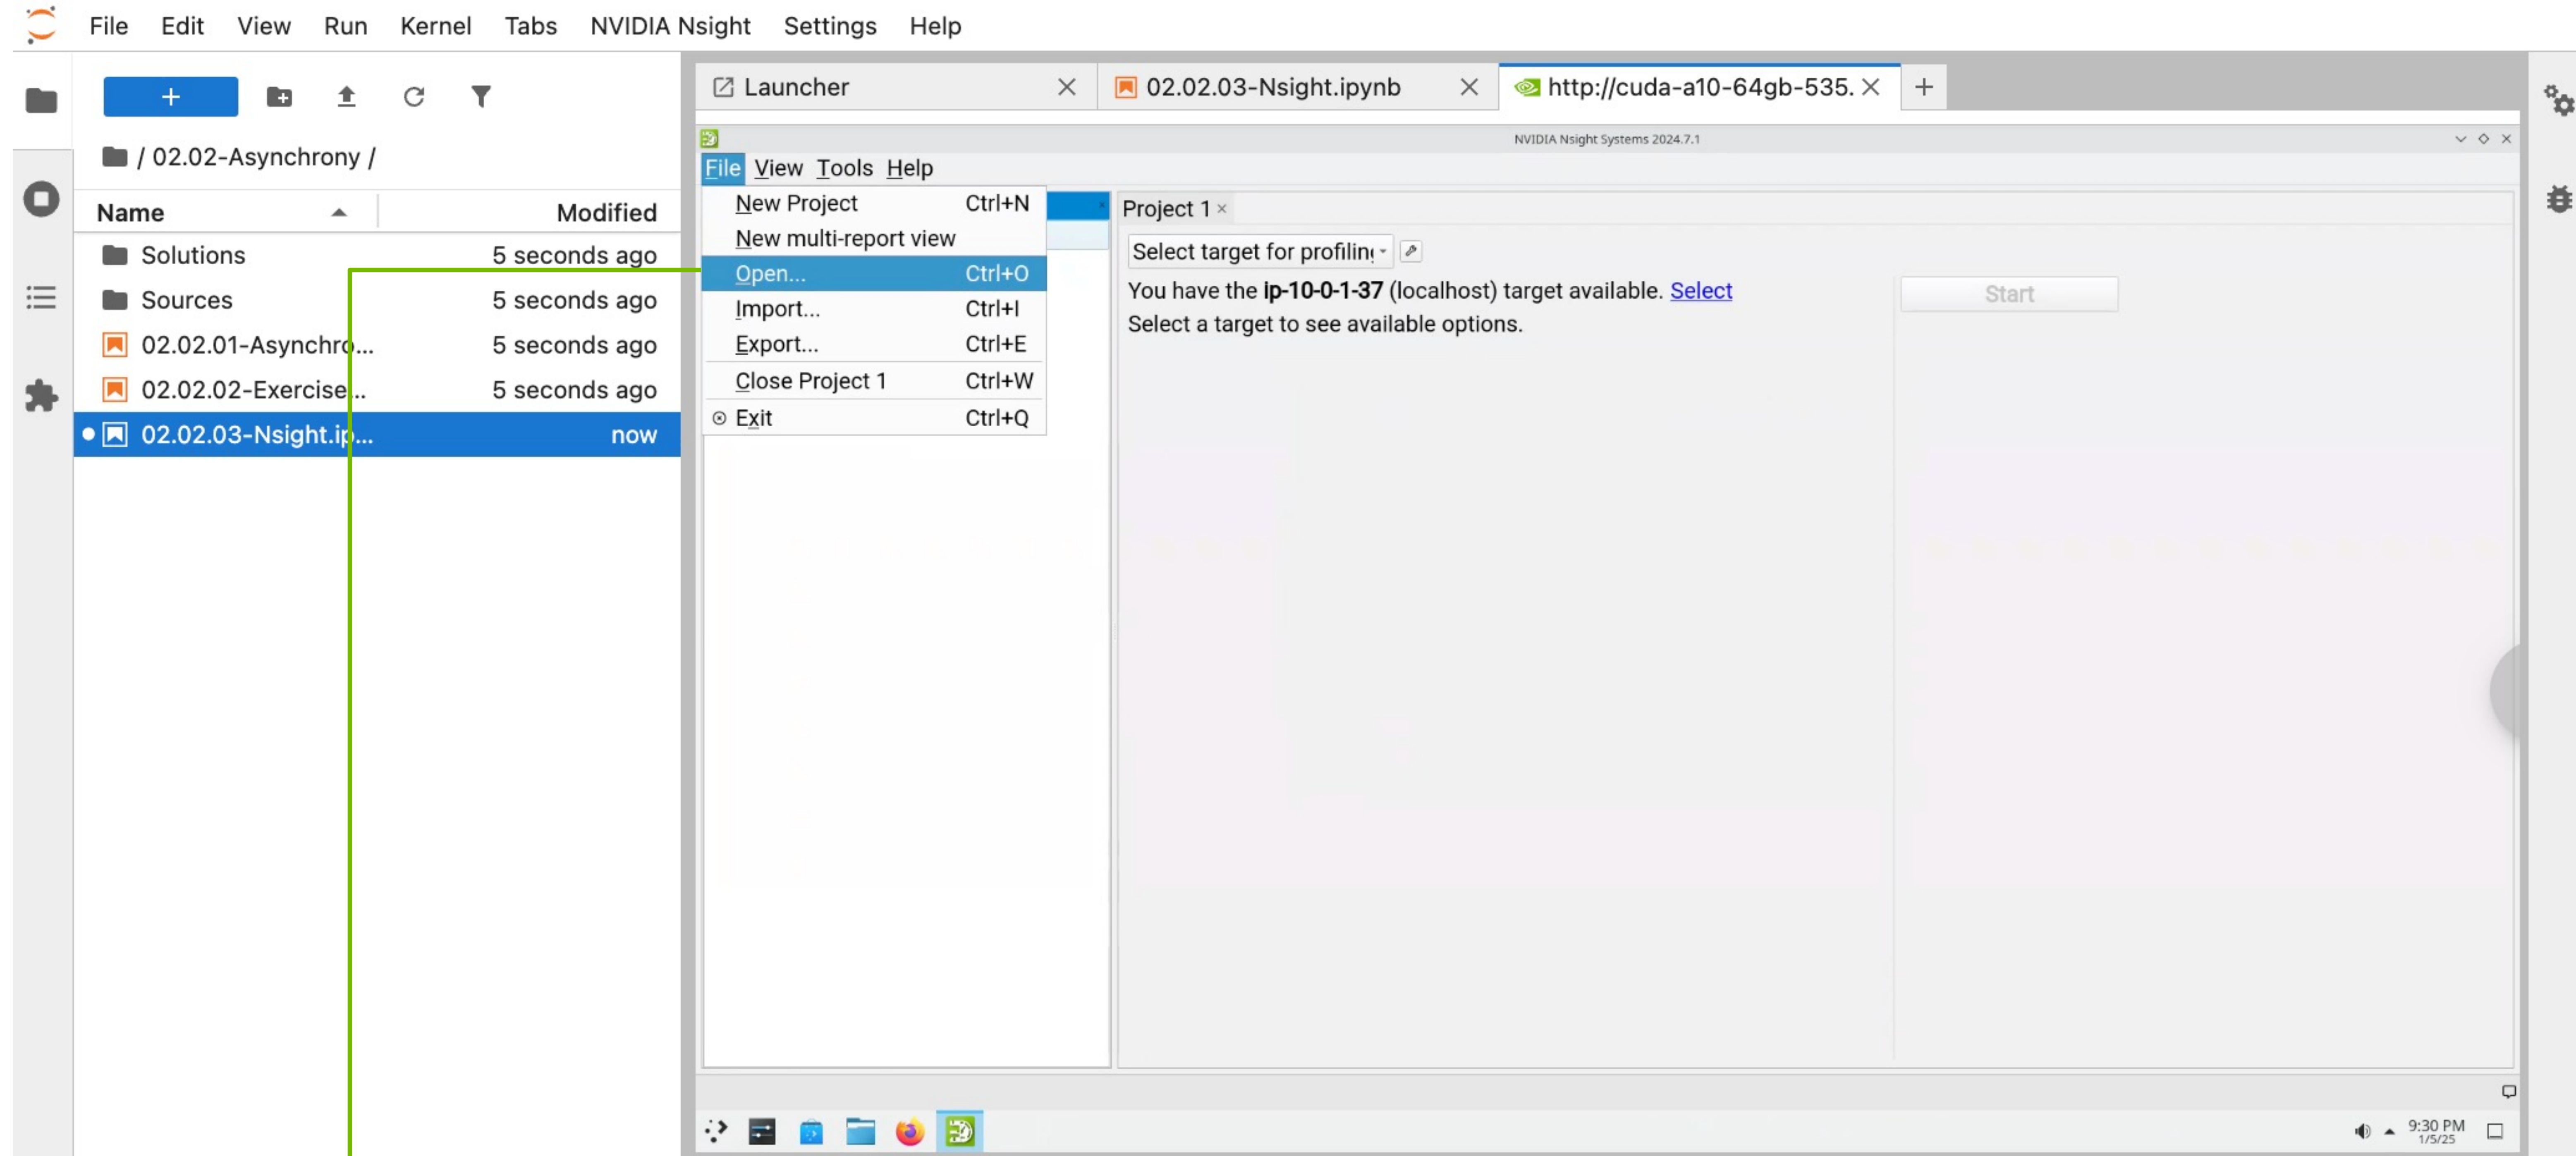 File Edit View Run Kernel Tabs NVIDIA Nsight Settings Help
/ 02.02-Asynchrony /
Name Modified
Solutions 5 seconds ago
Sources 5 seconds ago
02.02.01-Asynchro... 5 seconds ago
02.02.02-Exercise... 5 seconds ago
02.02.03-Nsight.ip... now
Launcher 02.02.03-Nsight.ipynb http://cuda-a10-64gb-535.
NVIDIA Nsight Systems 2024.7.1
File View Tools Help
New Project Ctrl+N
New multi-report view
Open... Ctrl+O
Import... Ctrl+I
Export... Ctrl+E
Close Project 1 Ctrl+W
Exit Ctrl+Q
Project 1
Select target for profiling
You have the ip-10-0-1-37 (localhost) target available. Select
Select a target to see available options.
Start
9:30 PM
1/5/25